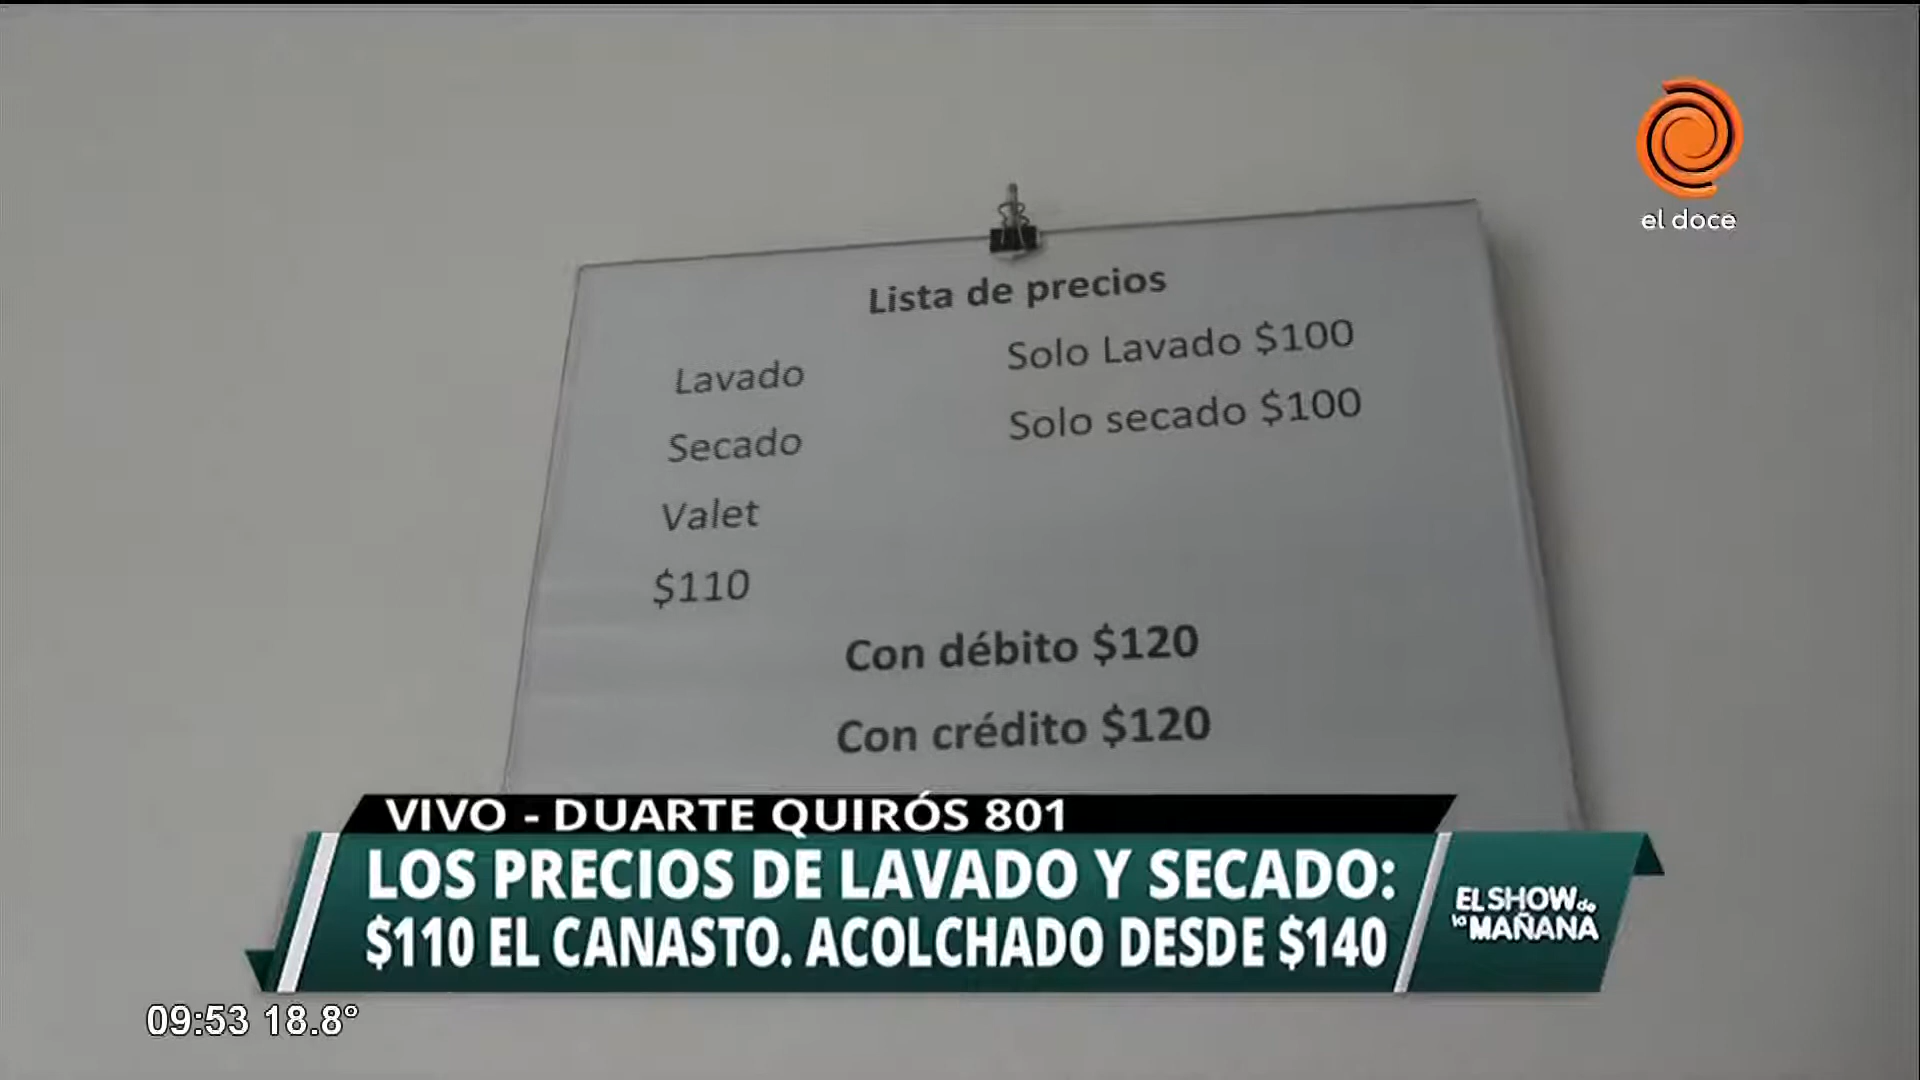 el doce
Lista de precios
Lavado
Secado
Valet
$110
Solo Lavado $100
Solo secado $100
Con débito $120
Con crédito $120
VIVO - DUARTE QUIRÓS 801
LOS PRECIOS DE LAVADO Y SECADO:
$110 EL CANASTO. ACOLCHADO DESDE $140
EL SHOW de
la MAÑANA
09:53 18.8°